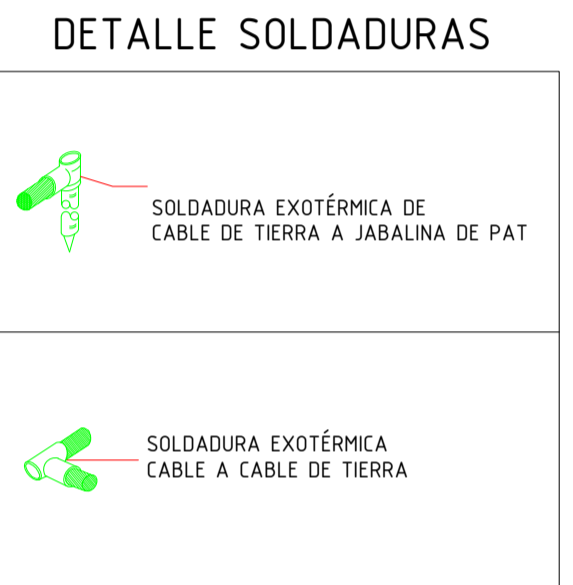 DETALLE SOLDADURAS
SOLDADURA EXOTÉRMICA DE
CABLE DE TIERRA A JABALINA DE PAT
SOLDADURA EXOTÉRMICA
CABLE A CABLE DE TIERRA